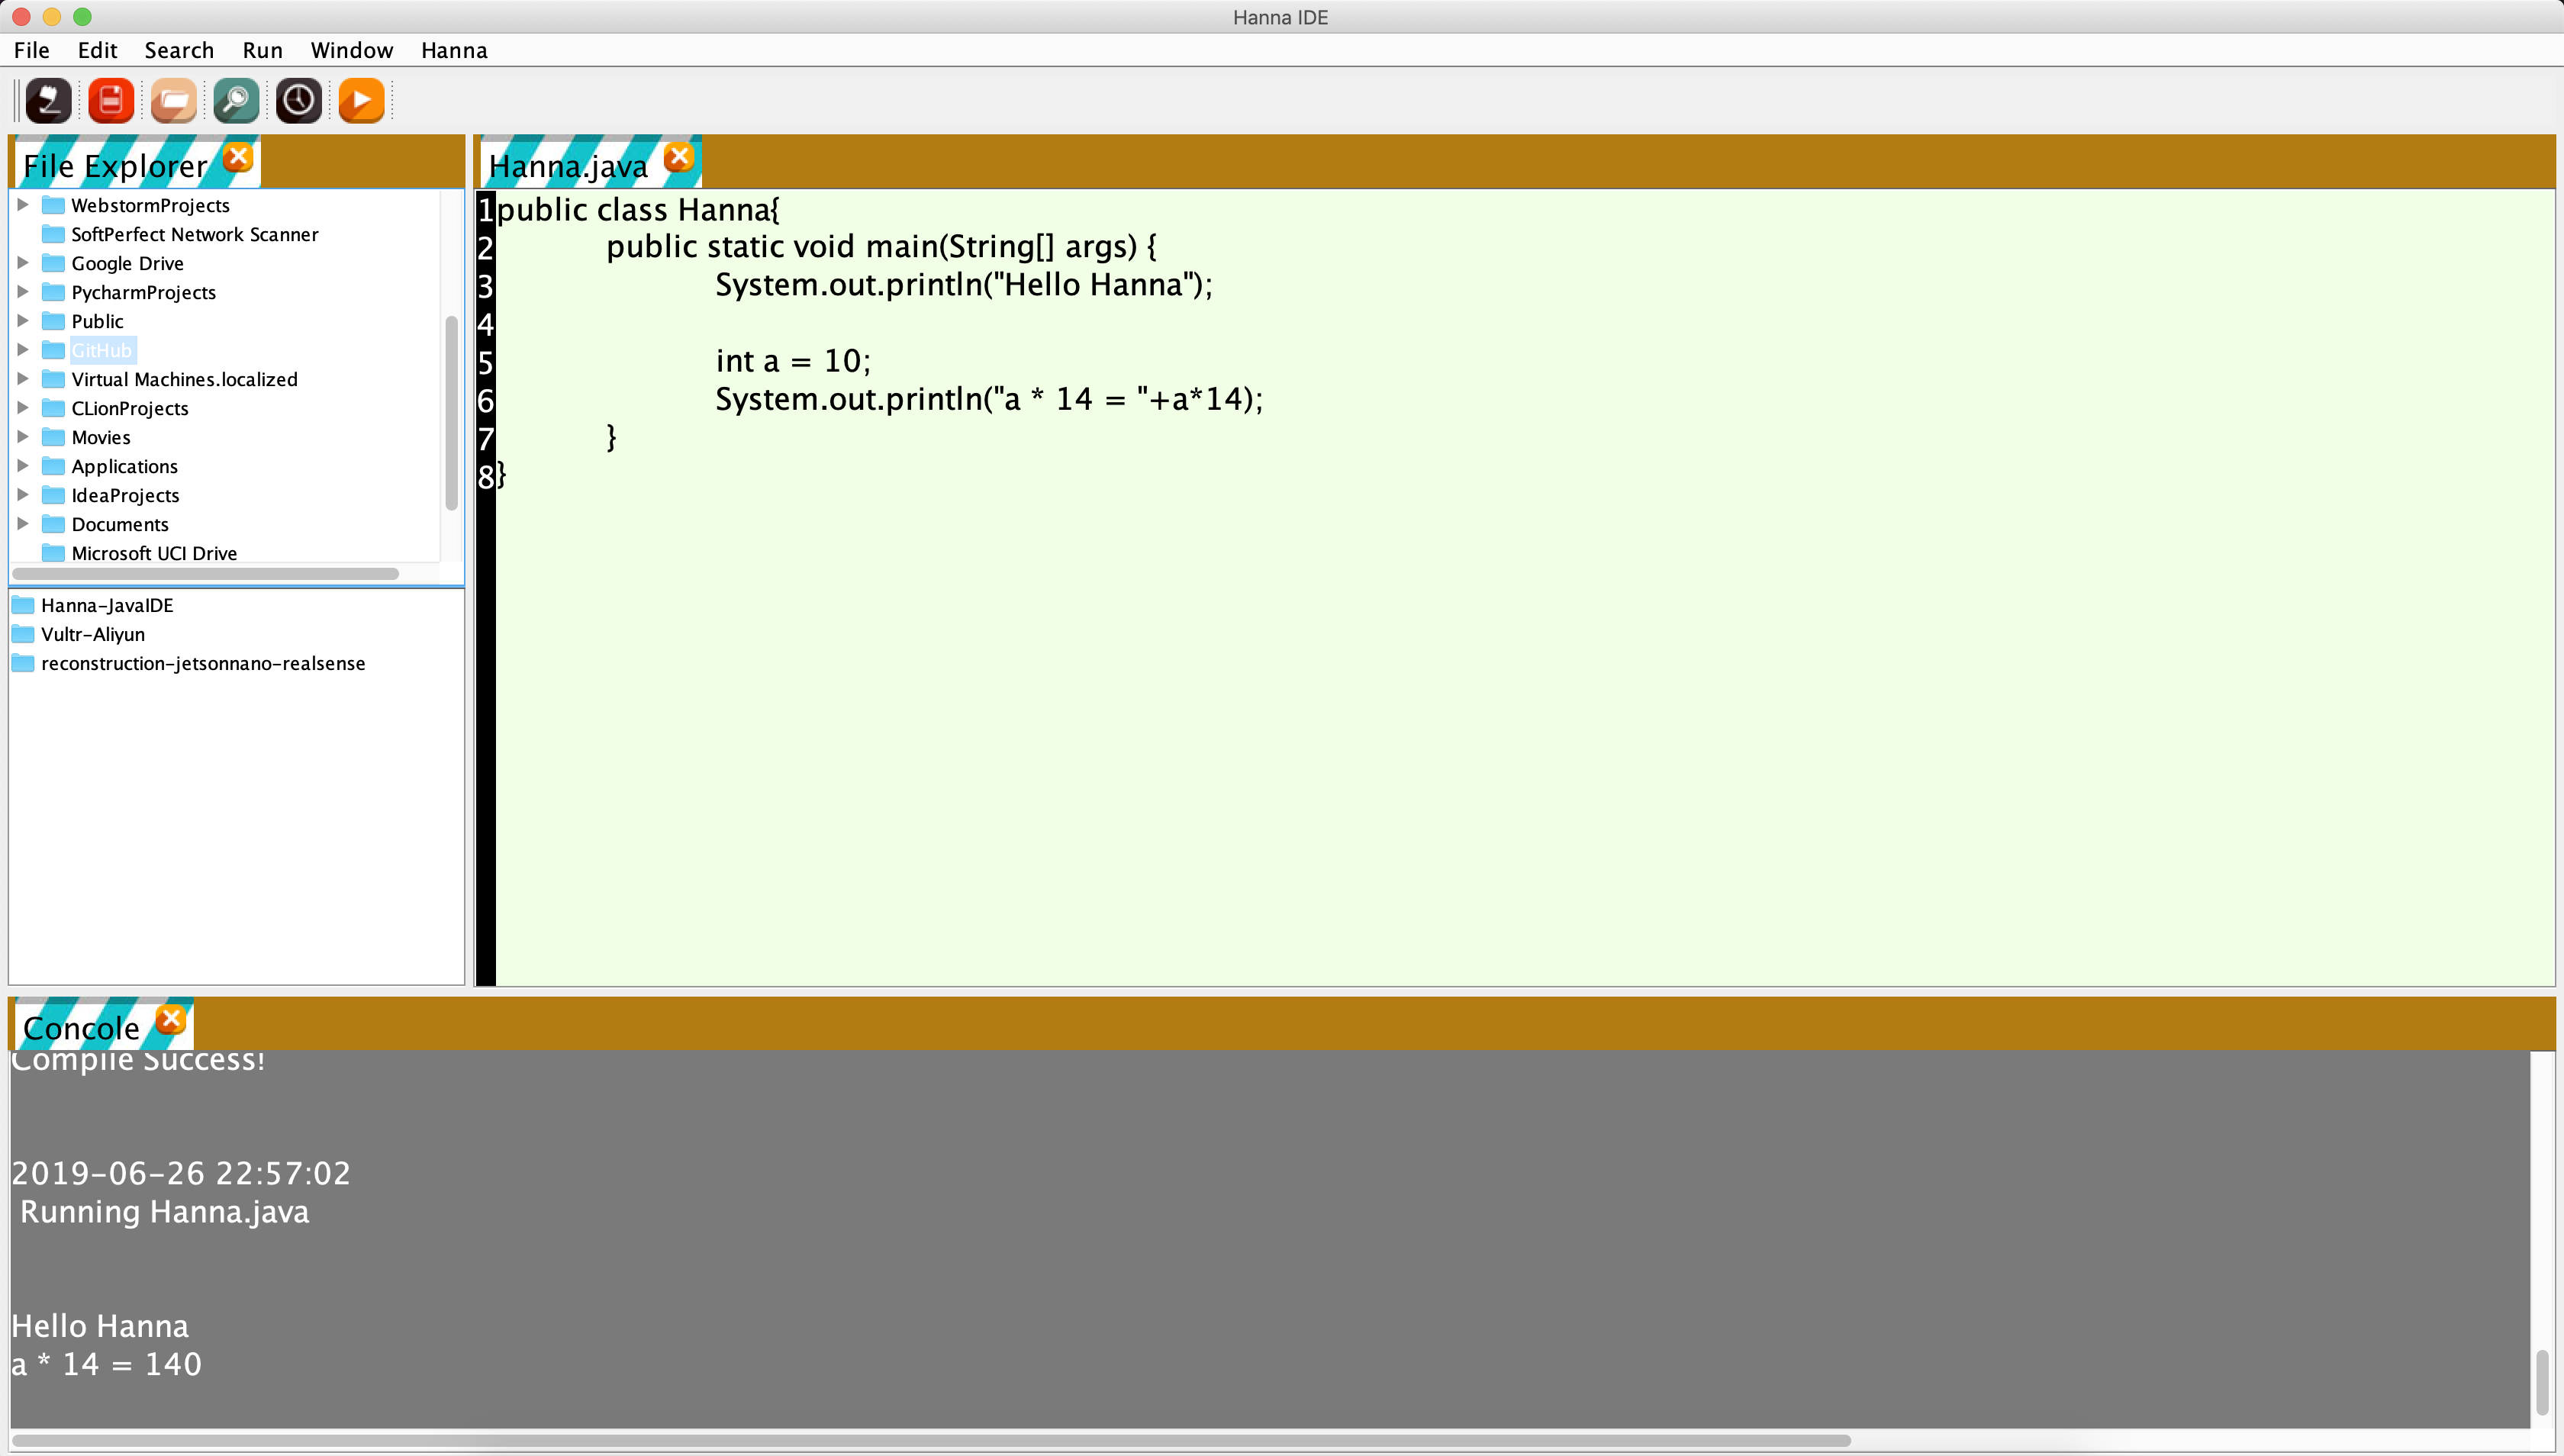 Hanna IDE
File Edit Search Run Window Hanna
File Explorer
WebstormProjects
SoftPerfect Network Scanner
Google Drive
PycharmProjects
Public
GitHub
Virtual Machines.localized
CLionProjects
Movies
Applications
IdeaProjects
Documents
Microsoft UCI Drive
Hanna-JavaIDE
Vultr-Aliyun
reconstruction-jetsonnano-realsense
Hanna.java
1public class Hanna{
2 public static void main(String[] args) {
3 System.out.println("Hello Hanna");
4
5 int a = 10;
6 System.out.println("a * 14 = "+a*14);
7 }
8}
Concole
Compile Success!
2019-06-26 22:57:02
Running Hanna.java
Hello Hanna
a * 14 = 140